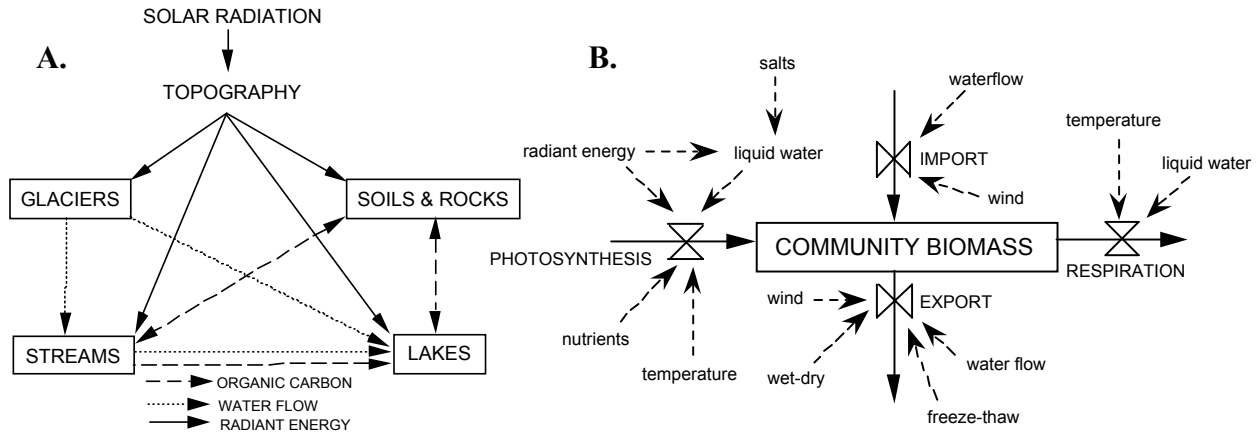 SOLAR RADIATION
A.
TOPOGRAPHY
GLACIERS
SOILS & ROCKS
STREAMS
LAKES
ORGANIC CARBON
WATER FLOW
RADIANT ENERGY
B.
salts
waterflow
temperature
radiant energy
liquid water
IMPORT
liquid water
wind
PHOTOSYNTHESIS
COMMUNITY BIOMASS
RESPIRATION
wind
EXPORT
nutrients
temperature
wet-dry
water flow
freeze-thaw